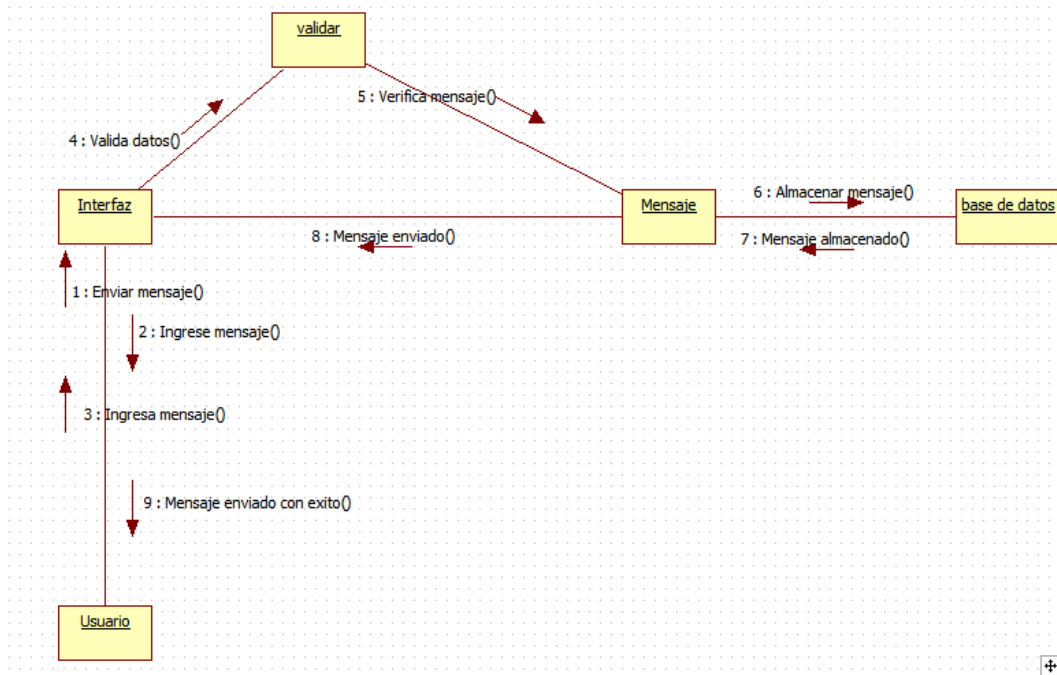 validar
5 : Verifica mensaje()
4 : Valida datos()
Interfaz
Mensaje
6 : Almacenar mensaje()
base de datos
8 : Mensaje enviado()
7 : Mensaje almacenado()
1 : Enviar mensaje()
2 : Ingrese mensaje()
3 : Ingresa mensaje()
9 : Mensaje enviado con exito()
Usuario